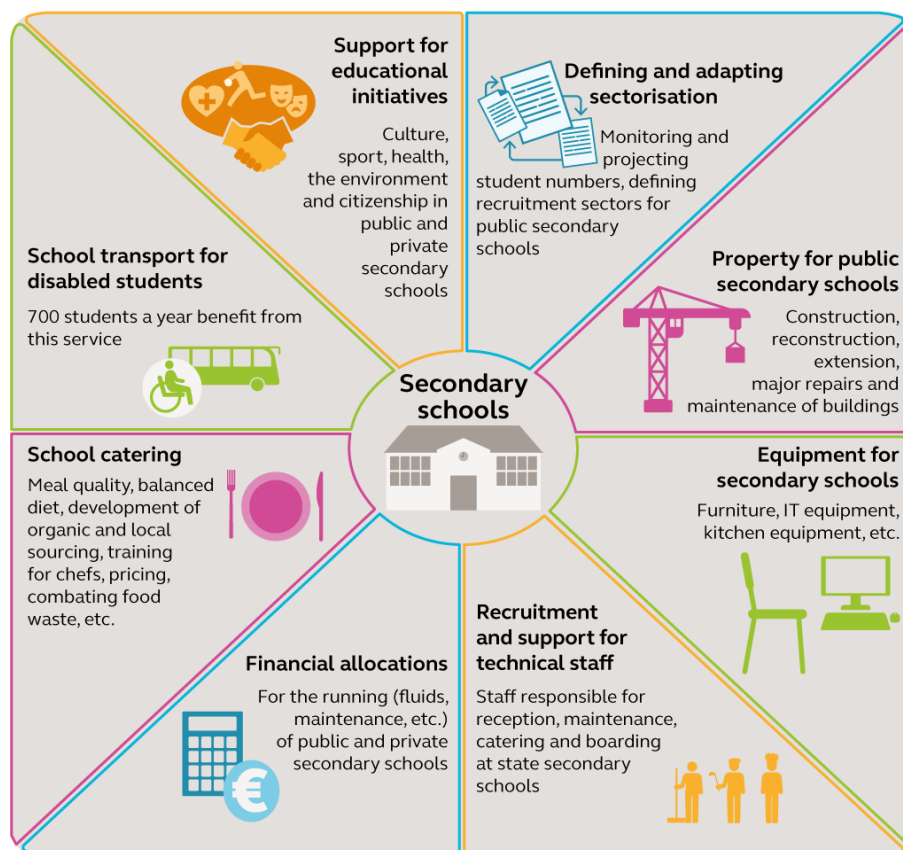 Support for
educational
initiatives
Culture,
sport, health,
the environment
and citizenship in
public and
private
secondary
schools
Defining and adapting
sectorisation
Monitoring and
projecting
student numbers, defining
recruitment sectors for
public secondary
schools
School transport for
disabled students
700 students a year benefit from
this service
Property for public
secondary schools
Construction,
reconstruction,
extension,
major repairs and
maintenance of buildings
Secondary
schools
School catering
Meal quality, balanced
diet, development of
organic and local
sourcing, training
for chefs, pricing,
combating food
waste, etc.
Equipment for
secondary schools
Furniture, IT equipment,
kitchen equipment, etc.
Financial allocations
For the running (fluids,
maintenance, etc.)
of public and private
secondary schools
€
Recruitment
and support for
technical staff
Staff responsible for
reception, maintenance,
catering and boarding
at state secondary
schools